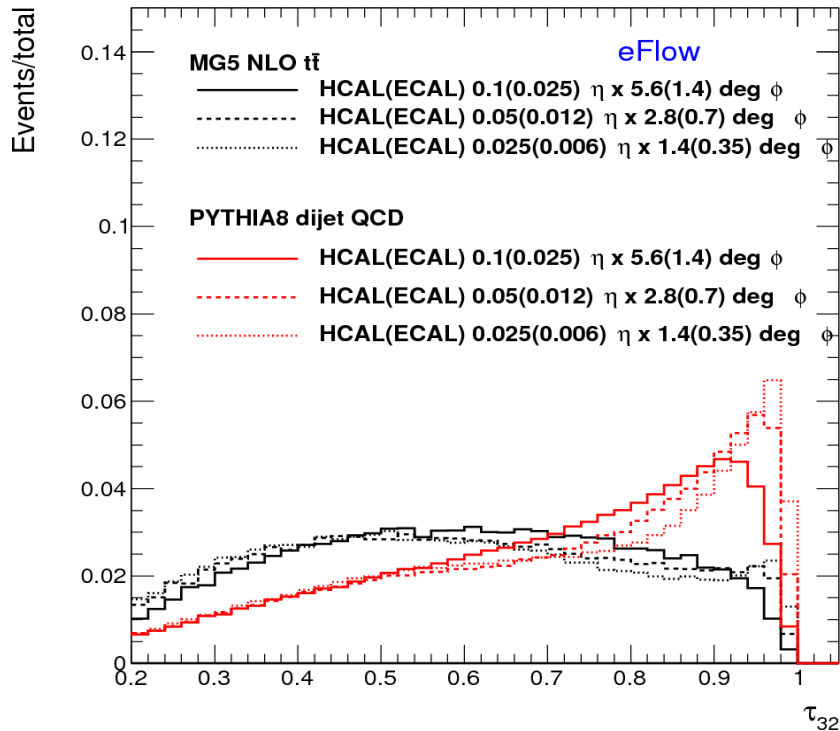 Events/total
0.14
0.12
0.1
0.08
0.06
0.04
0.02
0
eFlow
MG5 NLO tt̄
HCAL(ECAL) 0.1(0.025) η x 5.6(1.4) deg ϕ
HCAL(ECAL) 0.05(0.012) η x 2.8(0.7) deg ϕ
HCAL(ECAL) 0.025(0.006) η x 1.4(0.35) deg ϕ
PYTHIA8 dijet QCD
HCAL(ECAL) 0.1(0.025) η x 5.6(1.4) deg ϕ
HCAL(ECAL) 0.05(0.012) η x 2.8(0.7) deg ϕ
HCAL(ECAL) 0.025(0.006) η x 1.4(0.35) deg ϕ
0.2 0.3 0.4 0.5 0.6 0.7 0.8 0.9 1
τ32